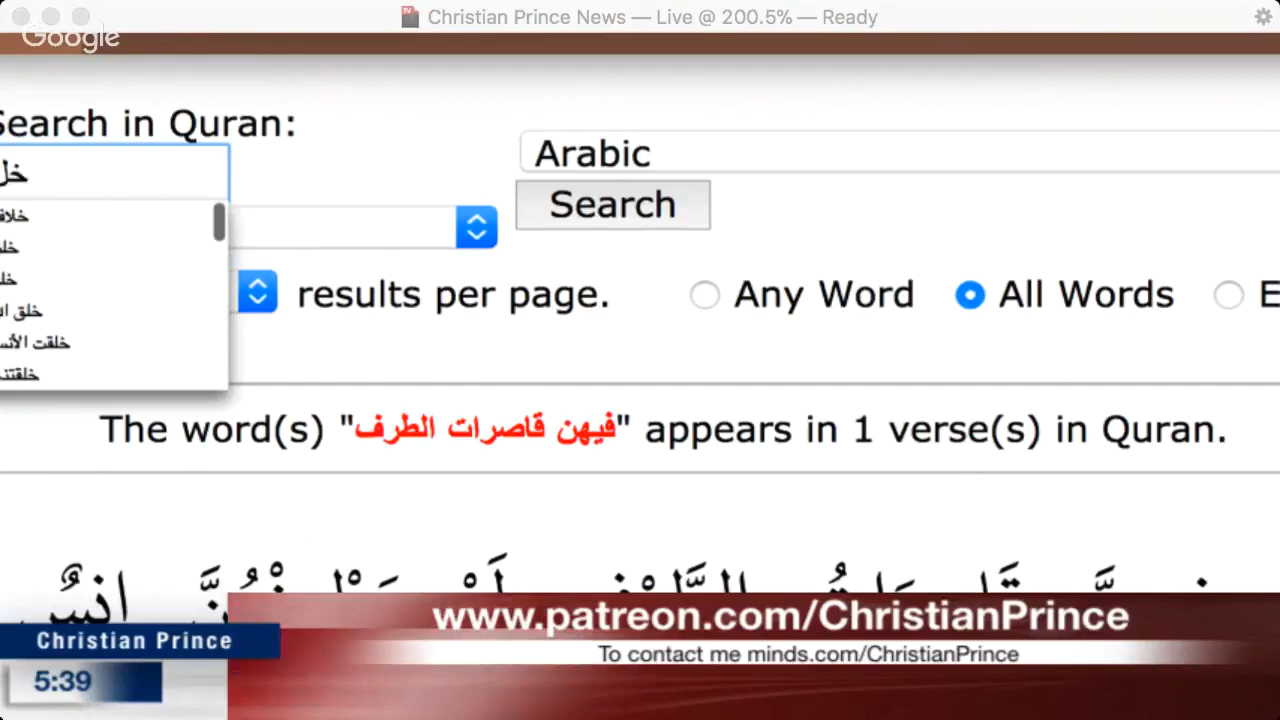 Christian Prince News — Live @ 200.5% — Ready
Google
Search in Quran:
Arabic
خل
Search
خلق ا
خلقت الأنس
خلقتن
results per page.
Any Word
All Words
The word(s) "فيهن قاصرات الطرف" appears in 1 verse(s) in Quran.
www.patreon.com/ChristianPrince
Christian Prince
To contact me minds.com/ChristianPrince
5:39